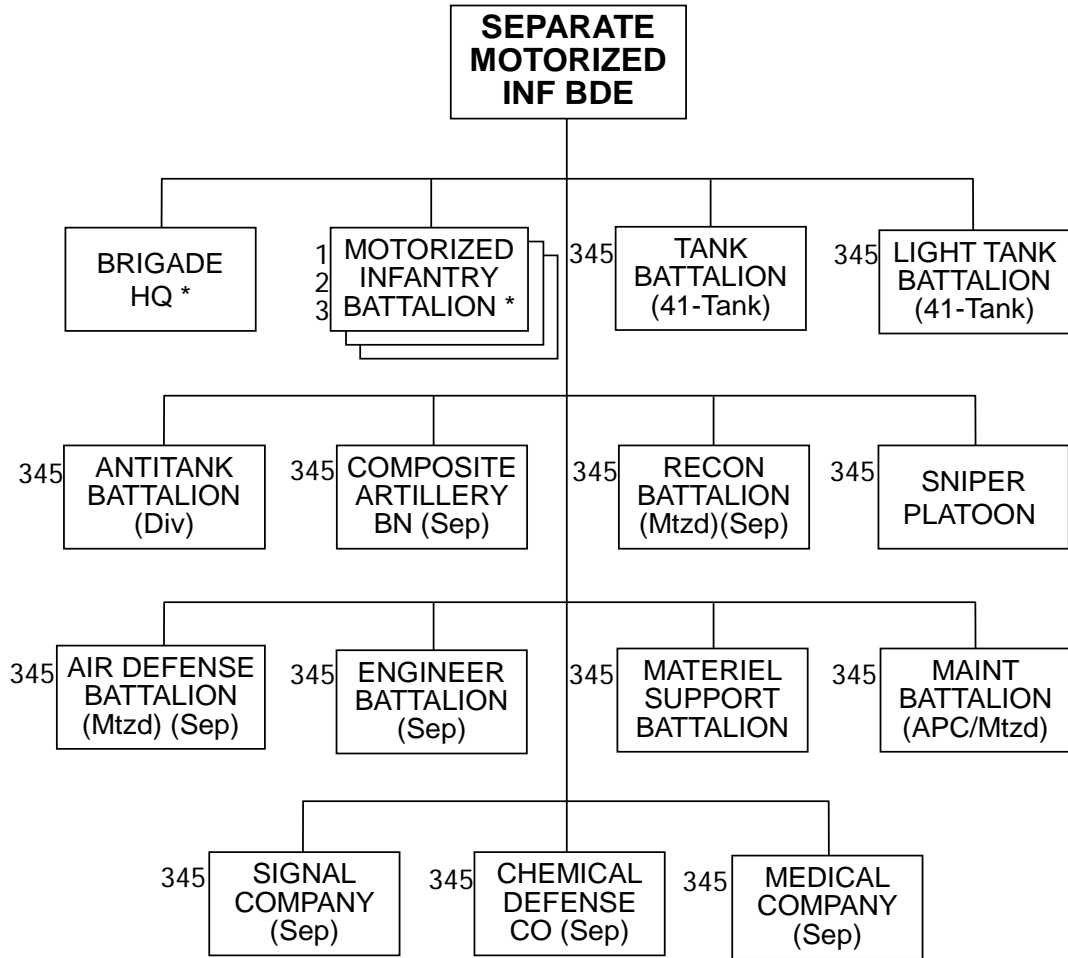 SEPARATE
MOTORIZED
INF BDE
BRIGADE
HQ *
1
2
3
MOTORIZED
INFANTRY
BATTALION *
345
TANK
BATTALION
(41-Tank)
345
LIGHT TANK
BATTALION
(41-Tank)
345
ANTITANK
BATTALION
(Div)
345
COMPOSITE
ARTILLERY
BN (Sep)
345
RECON
BATTALION
(Mtzd)(Sep)
345
SNIPER
PLATOON
345
AIR DEFENSE
BATTALION
(Mtzd) (Sep)
345
ENGINEER
BATTALION
(Sep)
345
MATERIEL
SUPPORT
BATTALION
345
MAINT
BATTALION
(APC/Mtzd)
345
SIGNAL
COMPANY
(Sep)
345
CHEMICAL
DEFENSE
CO (Sep)
345
MEDICAL
COMPANY
(Sep)